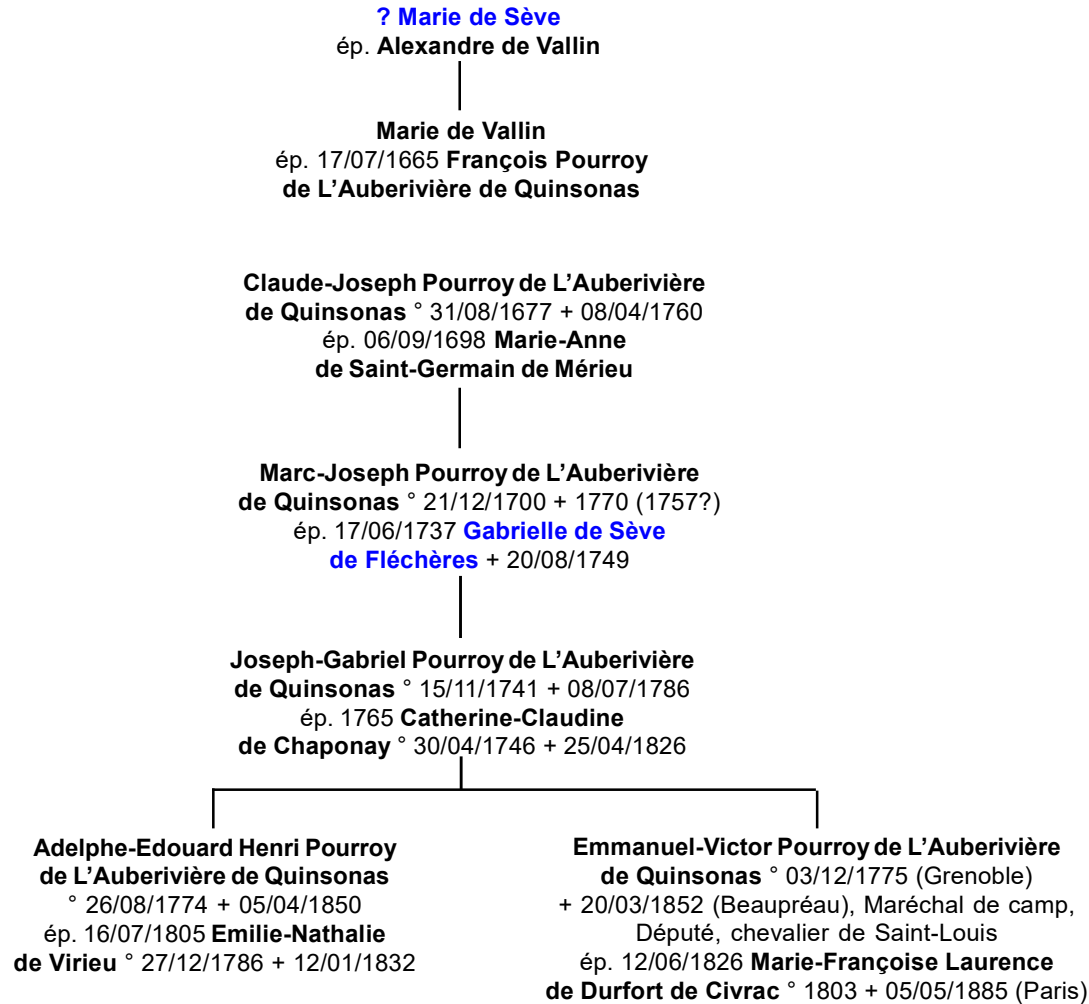 ? Marie de Sève
ép. Alexandre de Vallin
Marie de Vallin
ép. 17/07/1665 François Pourroy
de L’Auberivière de Quinsonas
Claude-Joseph Pourroy de L’Auberivière
de Quinsonas ° 31/08/1677 + 08/04/1760
ép. 06/09/1698 Marie-Anne
de Saint-Germain de Mérieu
Marc-Joseph Pourroy de L’Auberivière
de Quinsonas ° 21/12/1700 + 1770 (1757?)
ép. 17/06/1737 Gabrielle de Sève
de Fléchères + 20/08/1749
Joseph-Gabriel Pourroy de L’Auberivière
de Quinsonas ° 15/11/1741 + 08/07/1786
ép. 1765 Catherine-Claudine
de Chaponay ° 30/04/1746 + 25/04/1826
Adelphe-Edouard Henri Pourroy
de L’Auberivière de Quinsonas
° 26/08/1774 + 05/04/1850
ép. 16/07/1805 Emilie-Nathalie
de Virieu ° 27/12/1786 + 12/01/1832
Emmanuel-Victor Pourroy de L’Auberivière
de Quinsonas ° 03/12/1775 (Grenoble)
+ 20/03/1852 (Beaupréau), Maréchal de camp,
Député, chevalier de Saint-Louis
ép. 12/06/1826 Marie-Françoise Laurence
de Durfort de Civrac ° 1803 + 05/05/1885 (Paris)